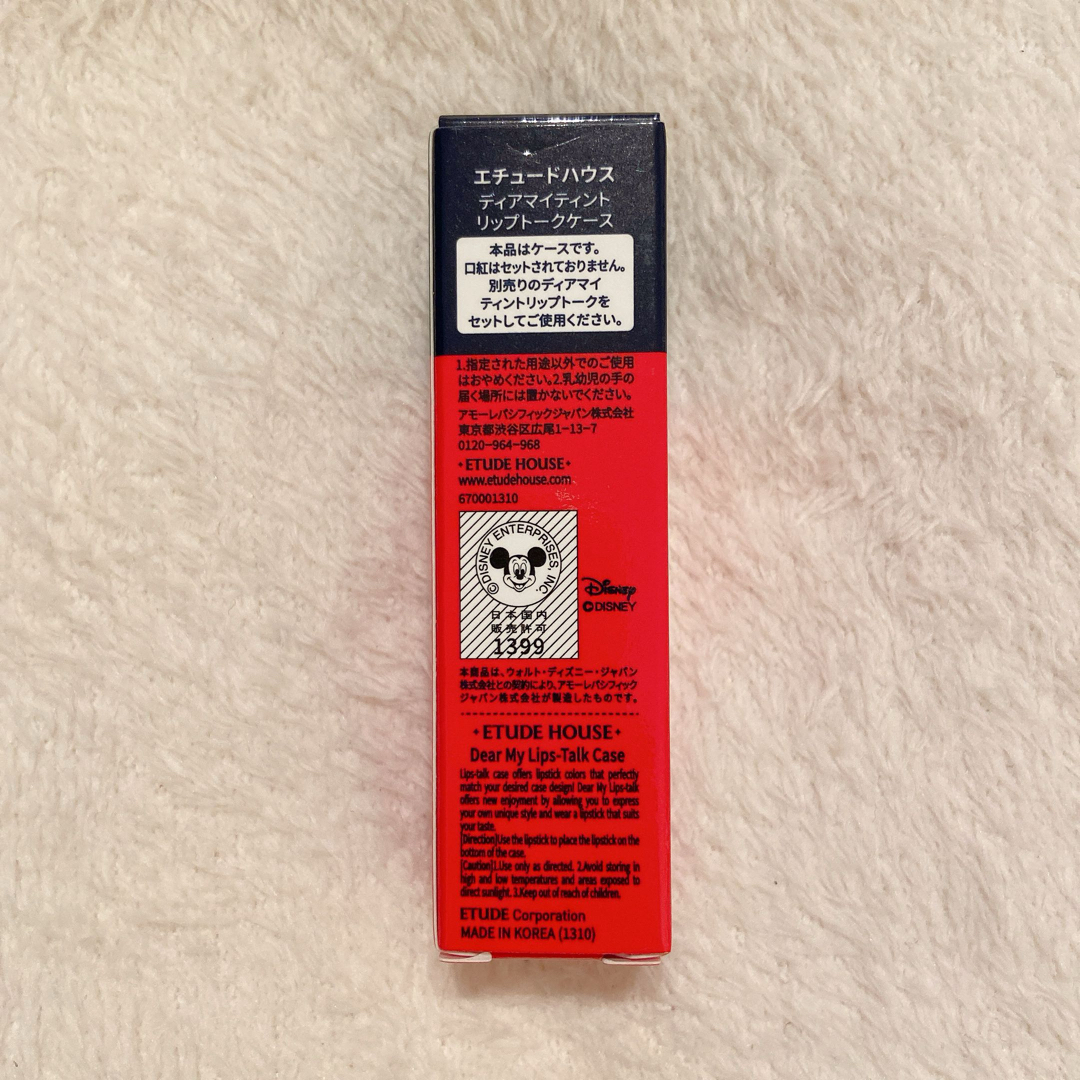 エチュードハウス
ディアマイティント
リップトークケース
本品はケースです。
口紅はセットされておりません。
別売りのディアマイ
ティントリップトークを
セットしてご使用ください。
1.指定された用途以外でのご使用
はおやめください。2.乳幼児の手の
届く場所には置かないでください。
アモーレパシフィックジャパン株式会社
東京都渋谷区広尾1-13-7
0120-964-968
ETUDE HOUSE
www.etudehouse.com
670001310
©DISNEY ENTERPRISES, INC.
日本国内
販売許可
1399
Disney
©DISNEY
本商品は、ウォルト・ディズニー・ジャパン
株式会社との契約により、アモーレパシフィック
ジャパン株式会社が製造したものです。
ETUDE HOUSE
Dear My Lips-Talk Case
Lips-talk case offers lipstick colors that perfectly
match your desired case design! Dear My Lips-talk
offers new enjoyment by allowing you to express
your own unique style and wear a lipstick that suits
your taste.
[Direction]Use the lipstick to place the lipstick on the
bottom of the case.
[Caution]1.Use only as directed. 2.Avoid storing in
high and low temperatures and areas exposed to
direct sunlight. 3.Keep out of reach of children.
ETUDE Corporation
MADE IN KOREA (1310)